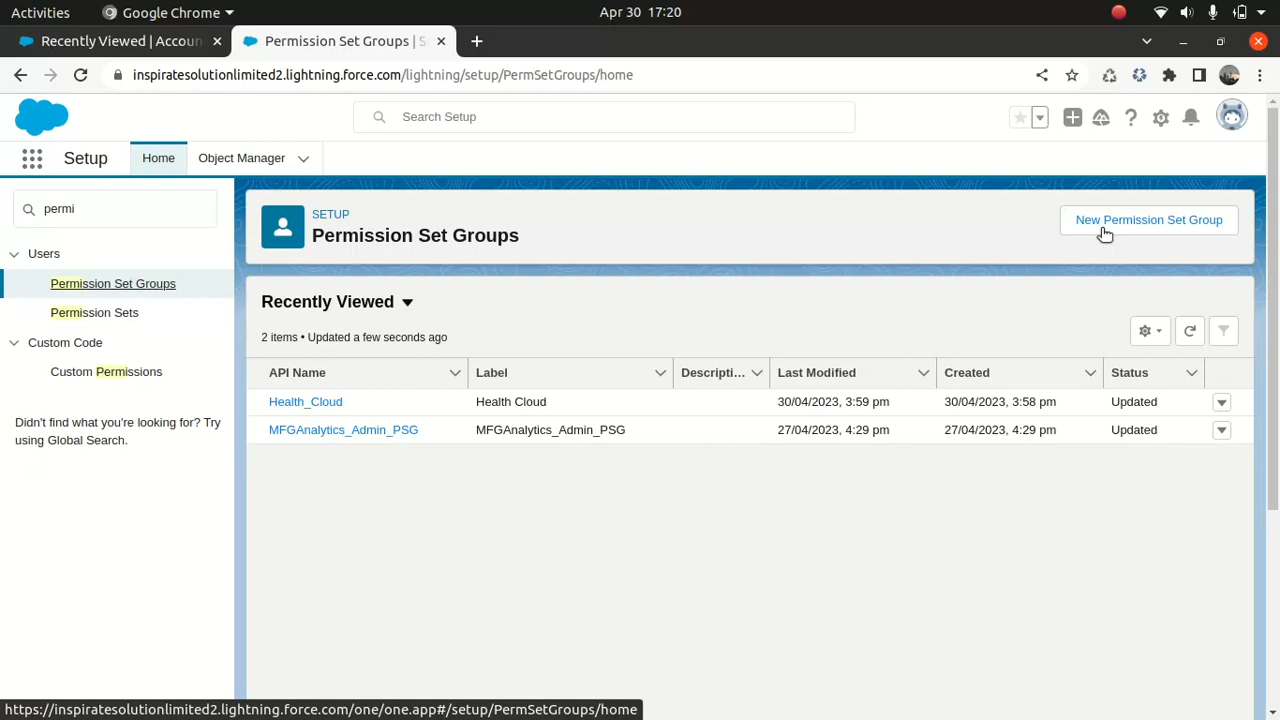 Activities
Google Chrome
Apr 30 17:20
Recently Viewed | Accoun
Permission Set Groups | S
inspiratesolutionlimited2.lightning.force.com/lightning/setup/PermSetGroups/home
Search Setup
Setup
Home
Object Manager
permi
Users
Permission Set Groups
Permission Sets
Custom Code
Custom Permissions
Didn't find what you're looking for? Try
using Global Search.
SETUP
Permission Set Groups
New Permission Set Group
Recently Viewed
2 items • Updated a few seconds ago
API Name Label Descripti... Last Modified Created Status
Health_Cloud Health Cloud 30/04/2023, 3:59 pm 30/04/2023, 3:58 pm Updated
MFGAnalytics_Admin_PSG MFGAnalytics_Admin_PSG 27/04/2023, 4:29 pm 27/04/2023, 4:29 pm Updated
https://inspiratesolutionlimited2.lightning.force.com/one/one.app#/setup/PermSetGroups/home